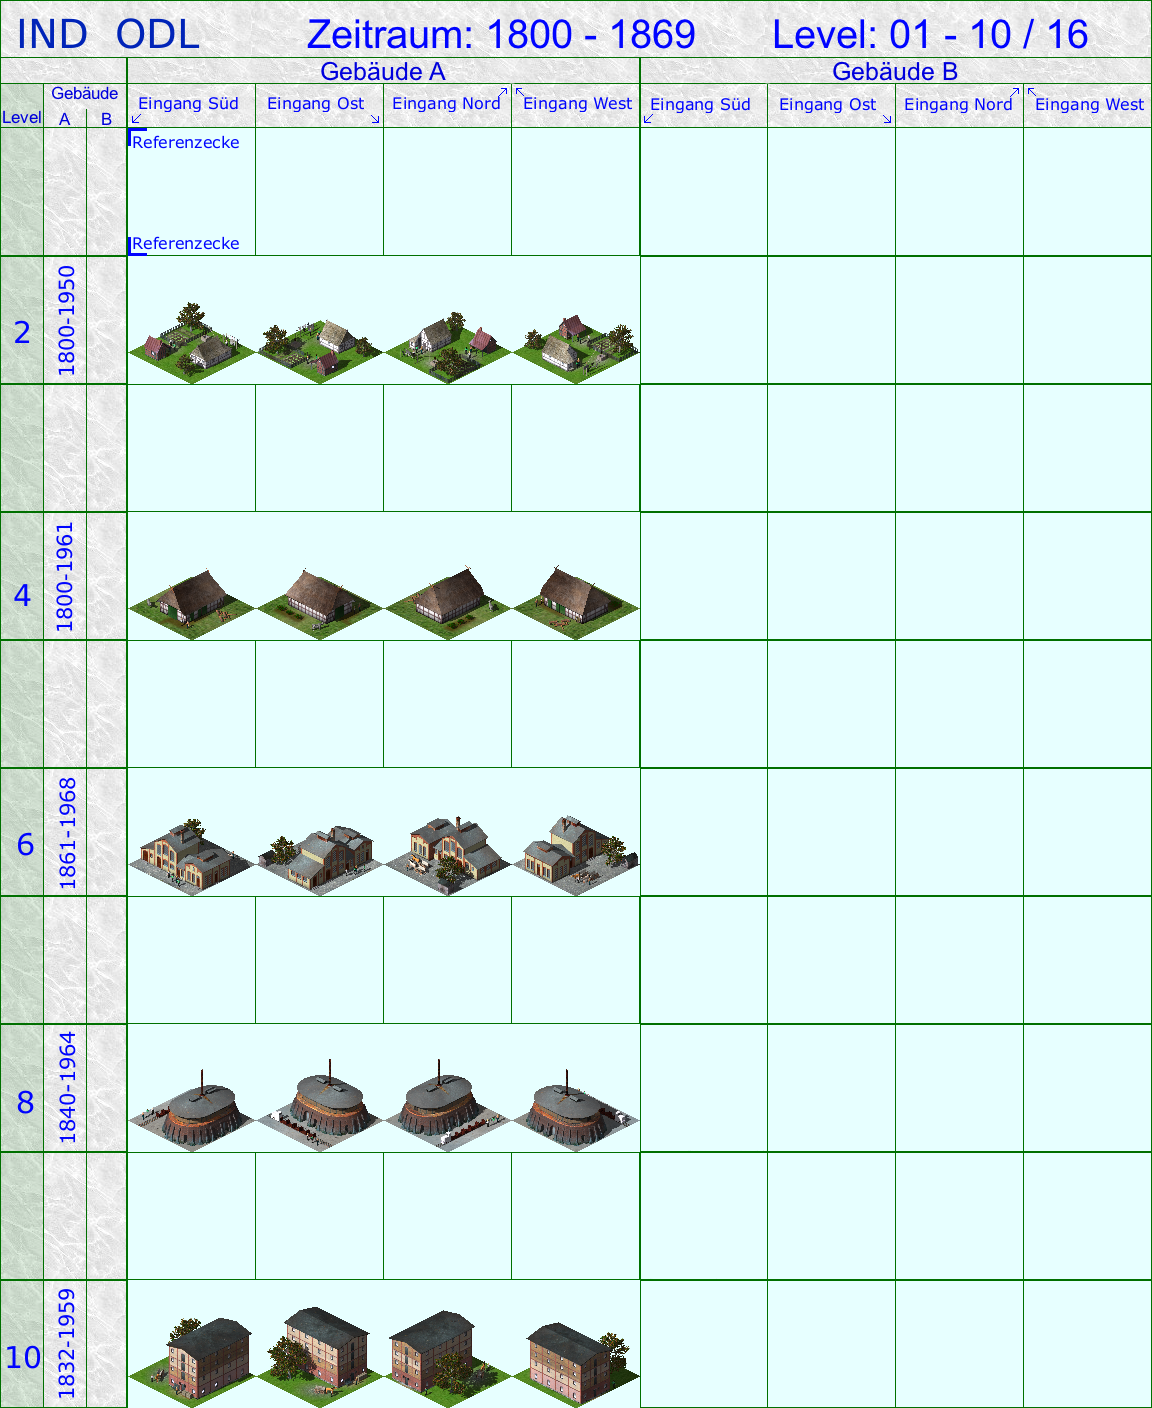 IND ODL Zeitraum: 1800 - 1869 Level: 01 - 10 / 16
Gebäude A Gebäude B
Level Gebäude A B Eingang Süd Eingang Ost Eingang Nord Eingang West Eingang Süd Eingang Ost Eingang Nord Eingang West
Referenzecke
Referenzecke
2 1800-1950
4 1800-1961
6 1861-1968
8 1840-1964
10 1832-1959